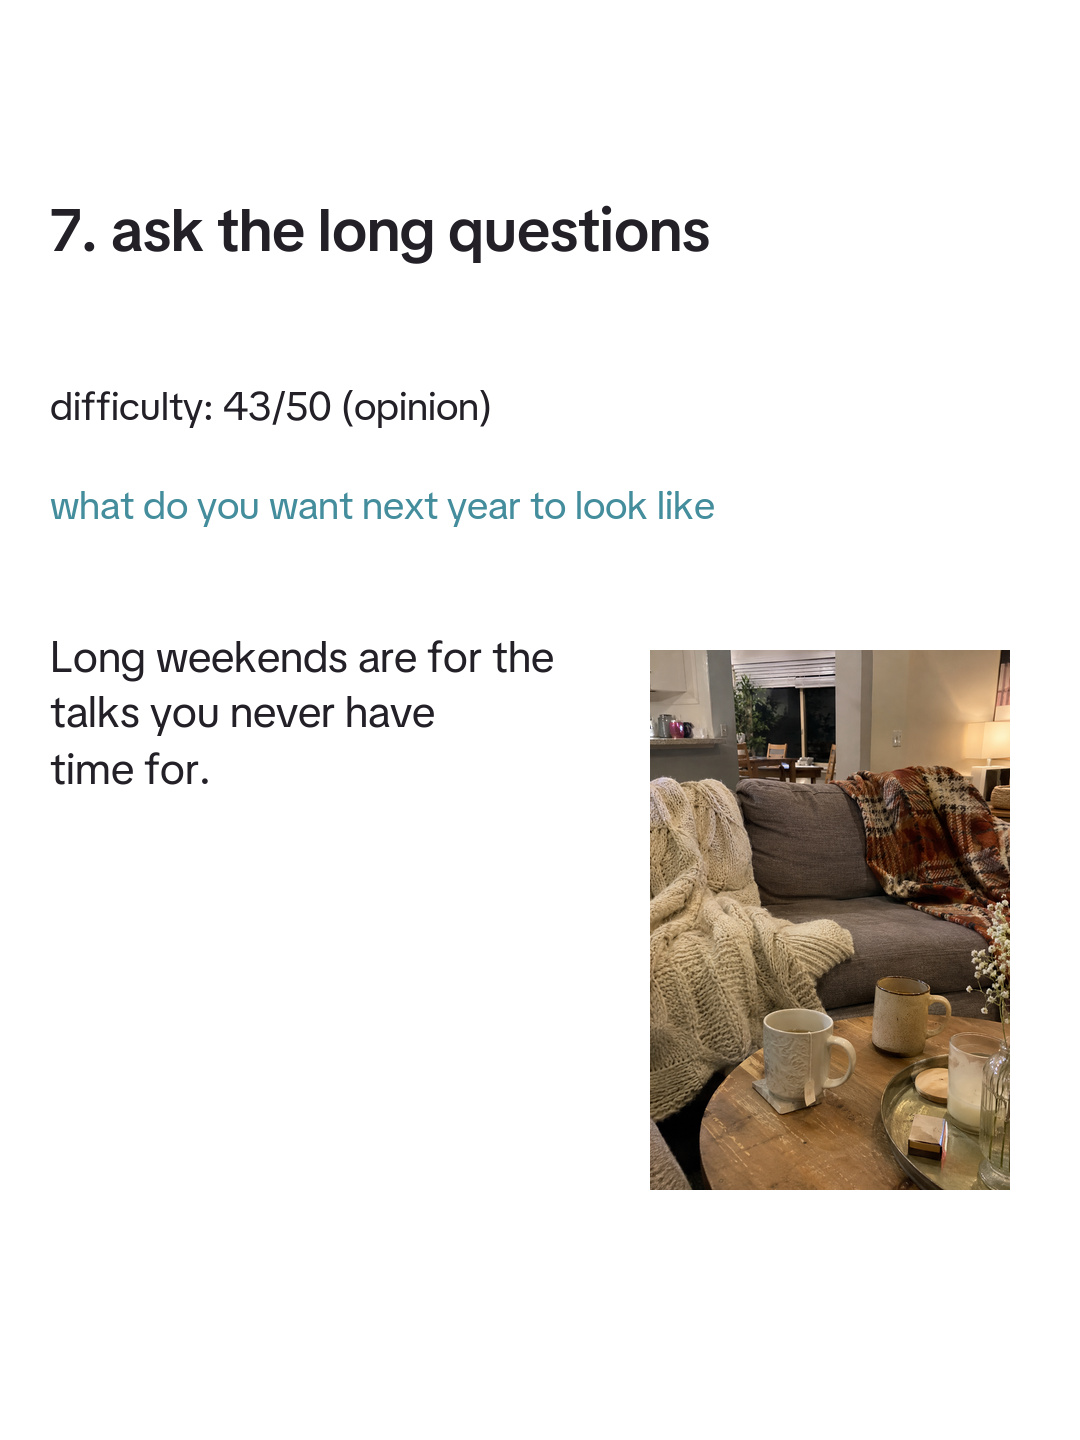 7. ask the long questions
difficulty: 43/50 (opinion)
what do you want next year to look like
Long weekends are for the
talks you never have
time for.